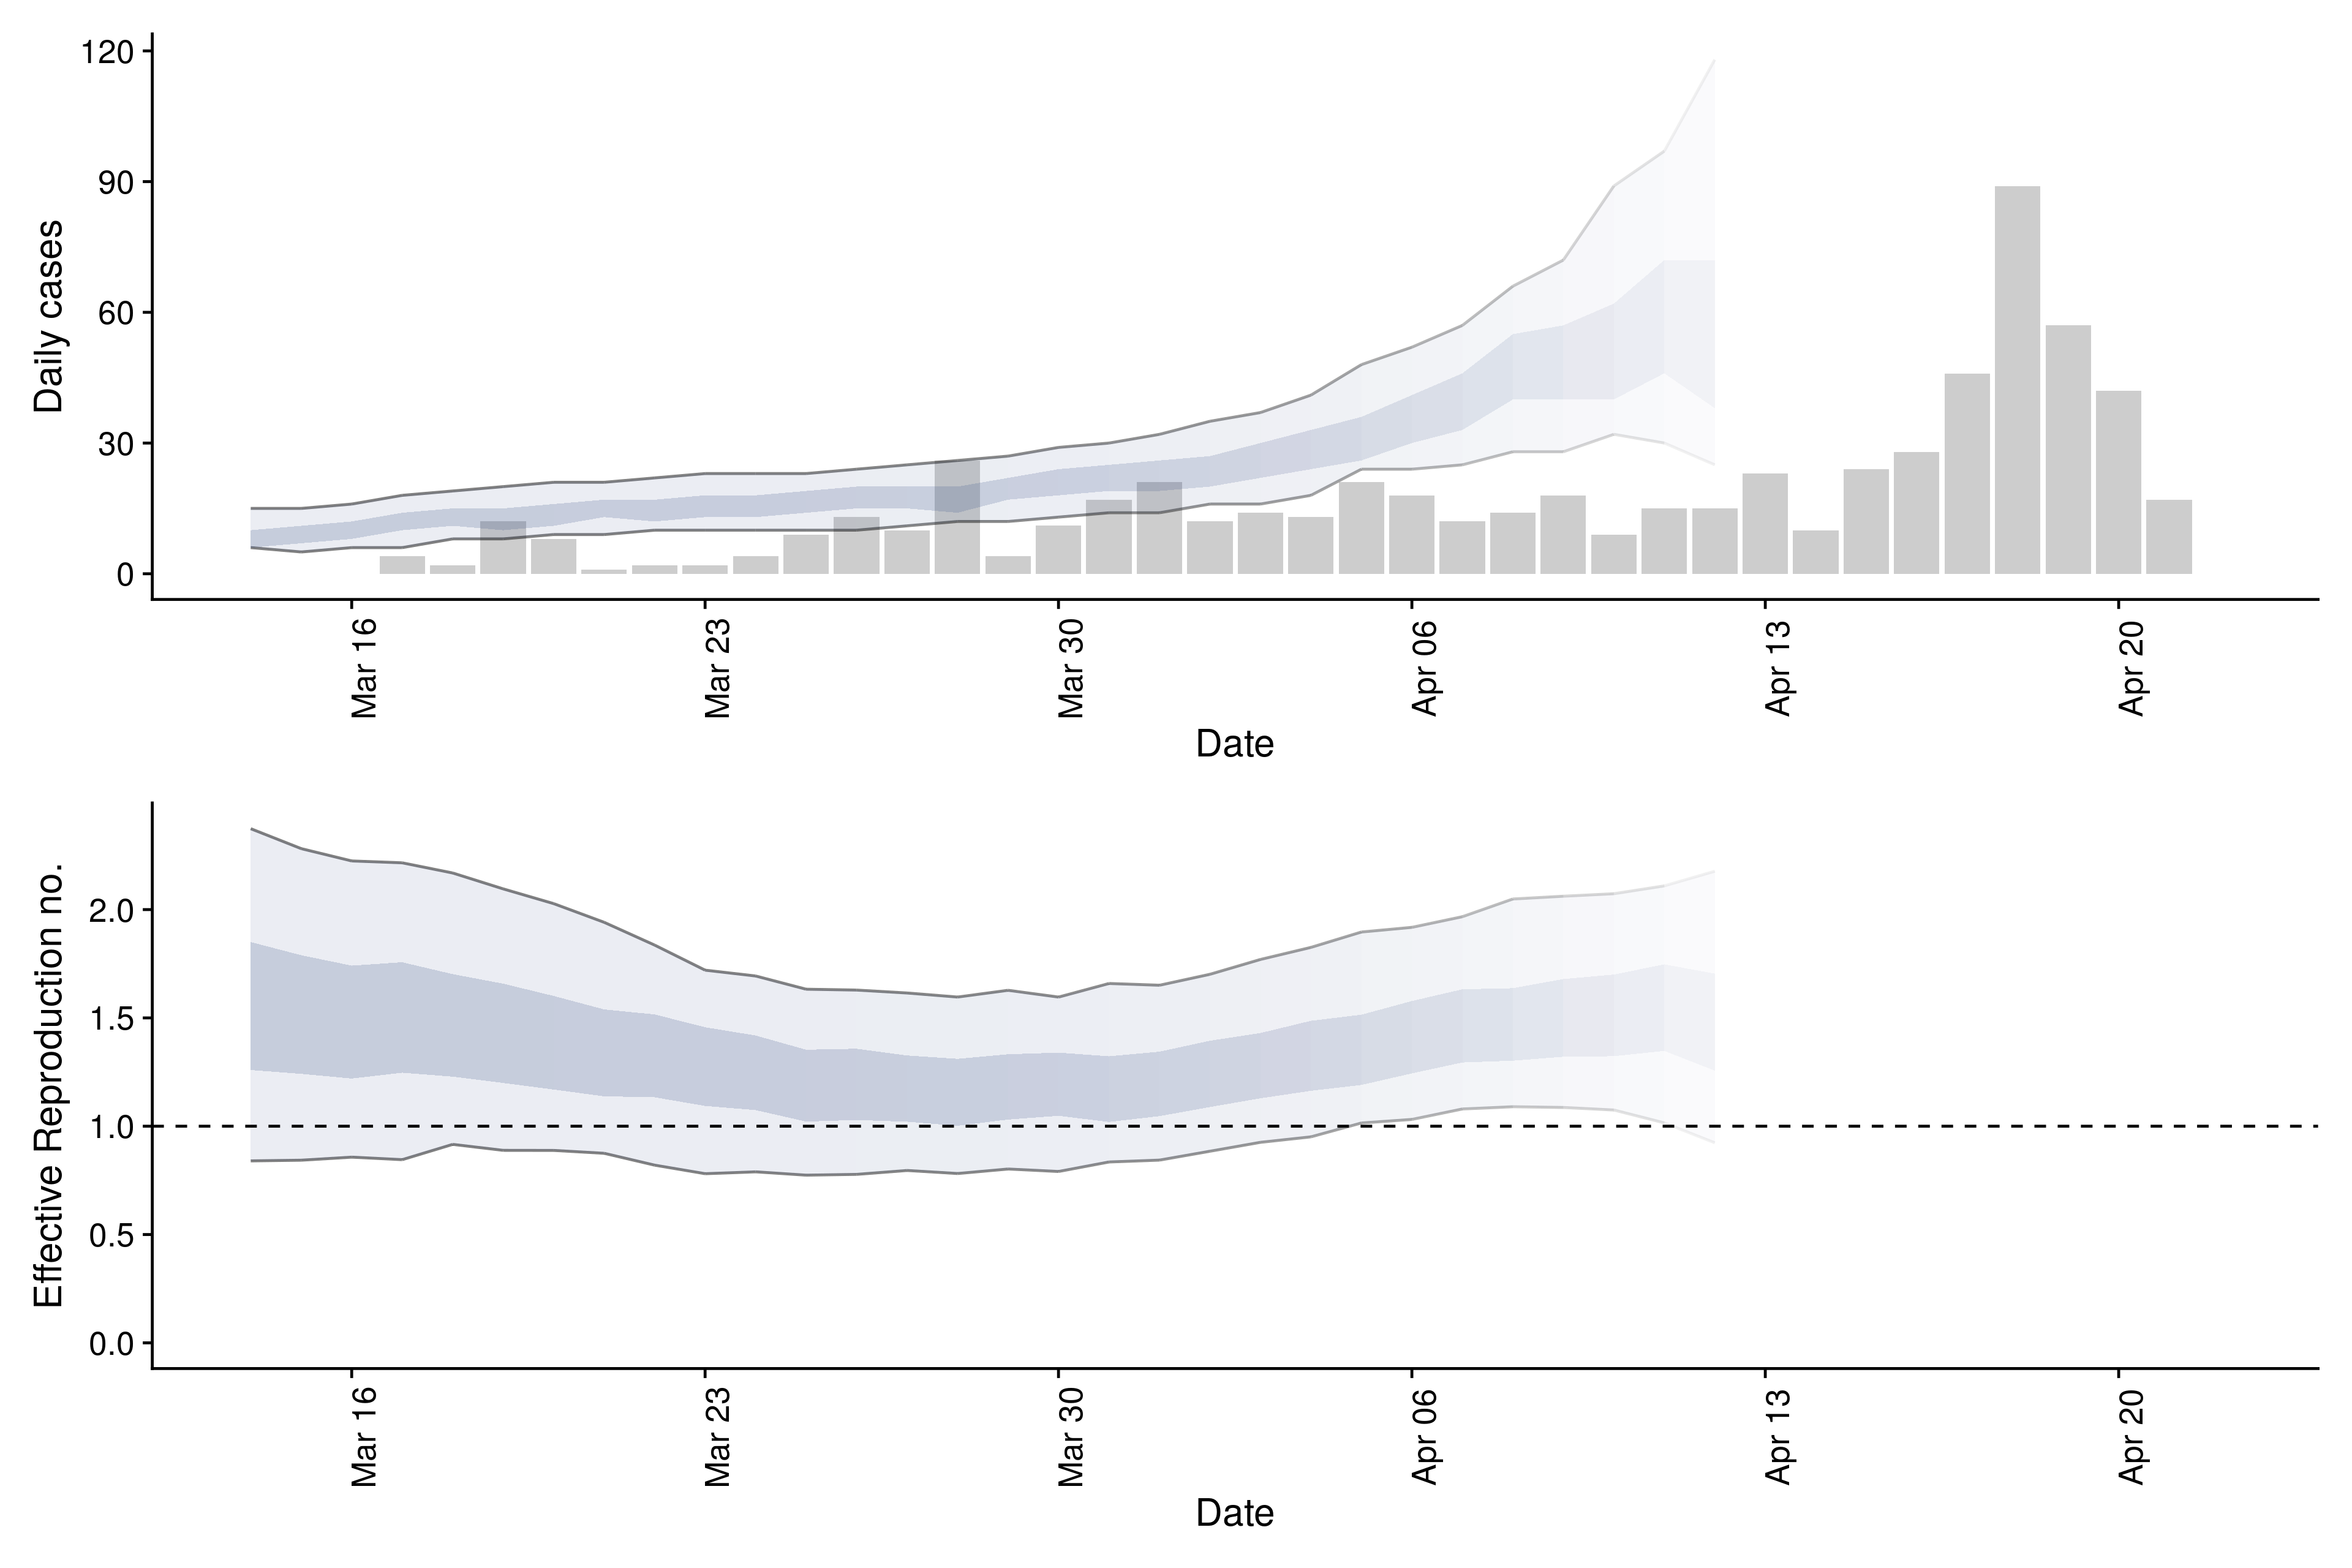 Daily cases
120
90
60
30
0
Mar 16
Mar 23
Mar 30
Apr 06
Apr 13
Apr 20
Date
Effective Reproduction no.
2.0
1.5
1.0
0.5
0.0
Mar 16
Mar 23
Mar 30
Apr 06
Apr 13
Apr 20
Date